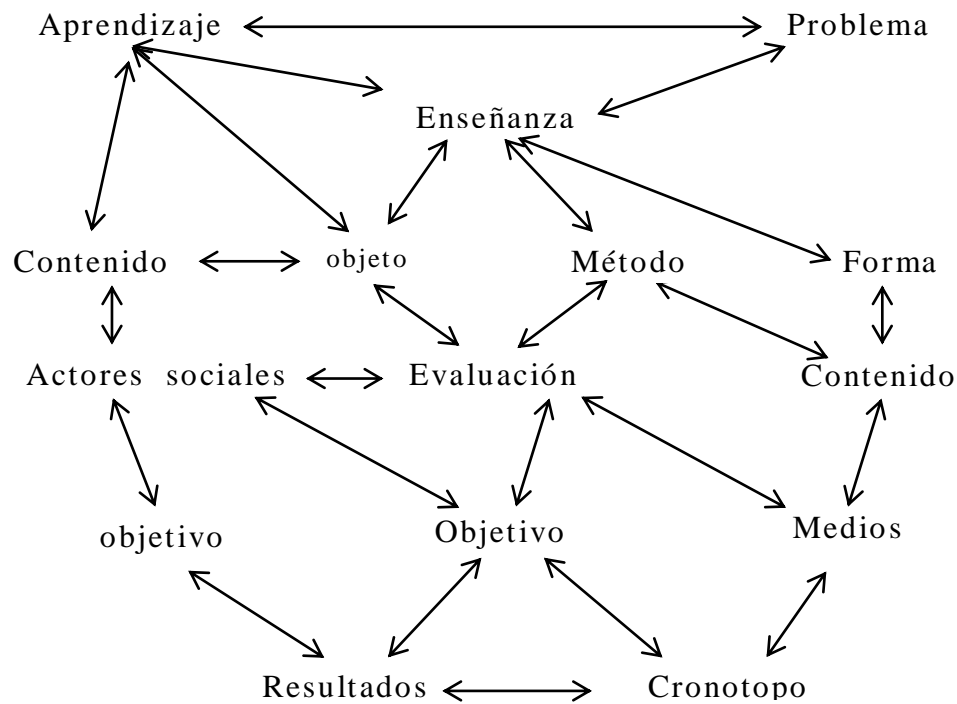 Aprendizaje Problema
Enseñanza
Contenido objeto Método Forma
Actores sociales Evaluación Contenido
objetivo Objetivo Medios
Resultados Cronotopo